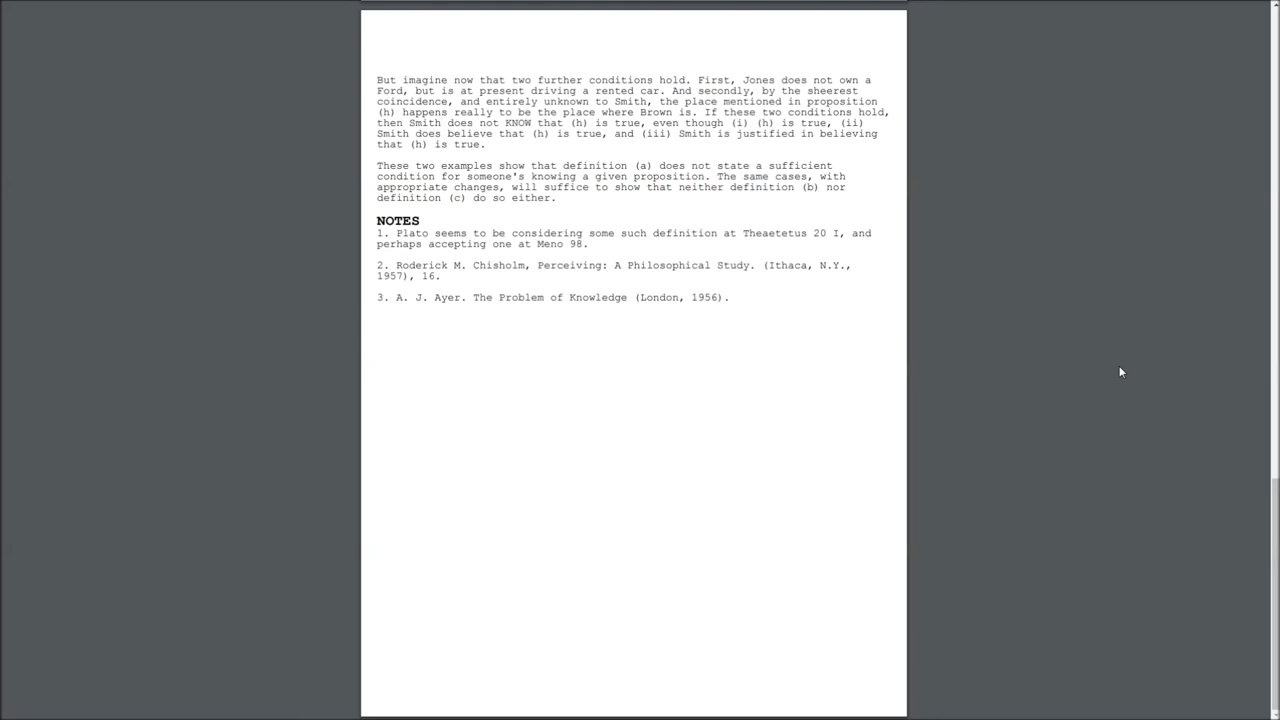 But imagine now that two further conditions hold. First, Jones does not own a
Ford, but is at present driving a rented car. And secondly, by the sheerest
coincidence, and entirely unknown to Smith, the place mentioned in proposition
(h) happens really to be the place where Brown is. If these two conditions hold,
then Smith does not KNOW that (h) is true, even though (i) (h) is true, (ii)
Smith does believe that (h) is true, and (iii) Smith is justified in believing
that (h) is true.
These two examples show that definition (a) does not state a sufficient
condition for someone's knowing a given proposition. The same cases, with
appropriate changes, will suffice to show that neither definition (b) nor
definition (c) do so either.
NOTES
1. Plato seems to be considering some such definition at Theaetetus 20 I, and
perhaps accepting one at Meno 98.
2. Roderick M. Chisholm, Perceiving: A Philosophical Study. (Ithaca, N.Y.,
1957), 16.
3. A. J. Ayer. The Problem of Knowledge (London, 1956).